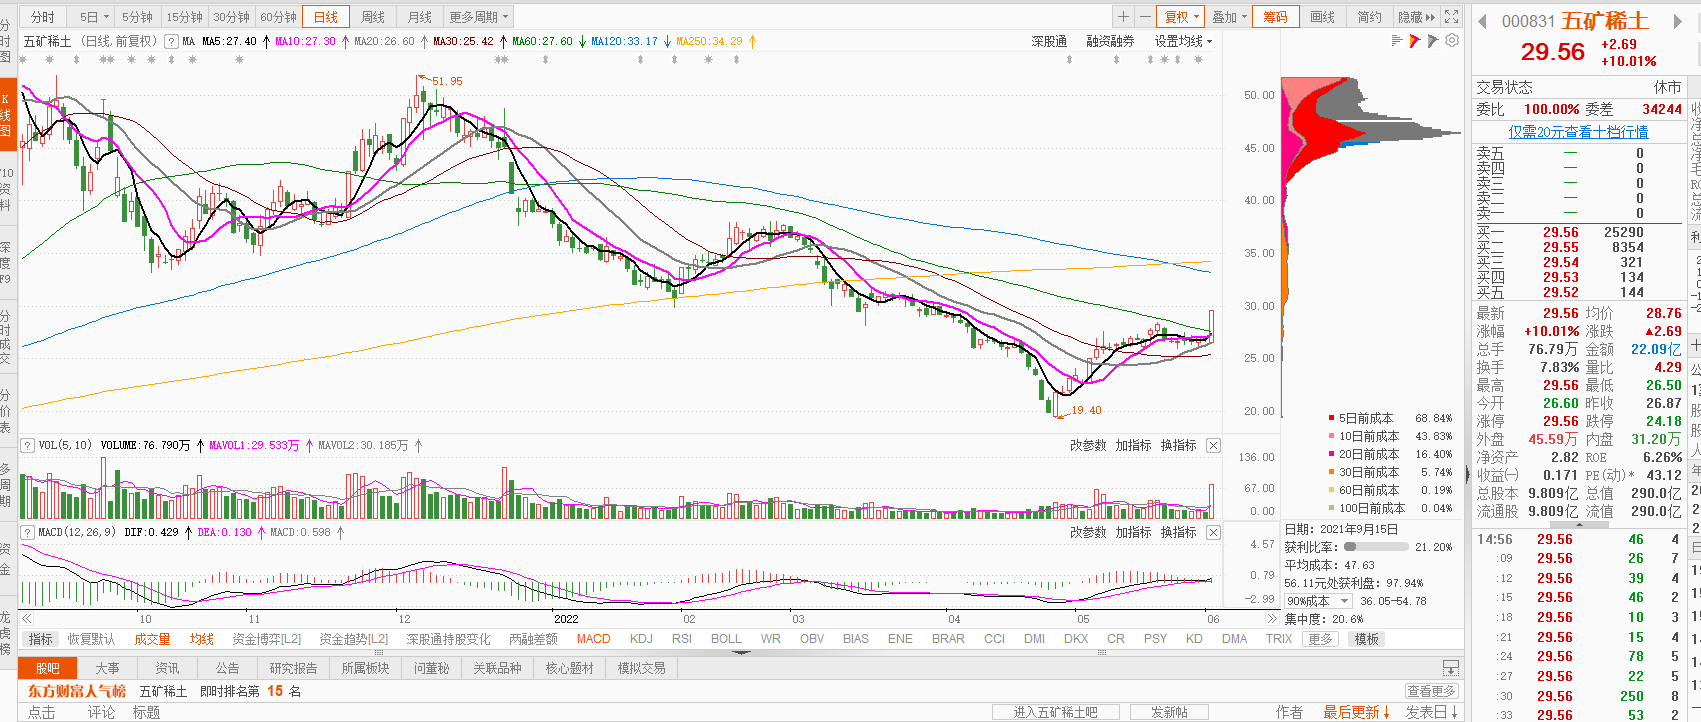 分时 5日 5分钟 15分钟 30分钟 60分钟 日线 周线 月线 更多周期
复权 叠加 筹码 画线 简约 隐藏
000831 五矿稀土
29.56 +2.69
+10.01%
五矿稀土 (日线, 前复权) ? MA MA5:27.40 MA10:27.30 MA20:26.60 MA30:25.42 MA60:27.60 MA120:33.17 MA250:34.29
深股通 融资融券 设置均线
51.95
19.40
50.00
45.00
40.00
35.00
30.00
25.00
20.00
交易状态 休市
委比 100.00% 委差 34244
仅需20元查看十档行情
卖五 — 0
卖四 — 0
卖三 — 0
卖二 — 0
卖一 — 0
买一 29.56 25290
买二 29.55 8354
买三 29.54 321
买四 29.53 134
买五 29.52 144
最新 29.56 均价 28.76
涨幅 +10.01% 涨跌 ▲2.69
总手 76.79万 金额 22.09亿
换手 7.83% 量比 4.29
最高 29.56 最低 26.50
今开 26.60 昨收 26.87
涨停 29.56 跌停 24.18
外盘 45.59万 内盘 31.20万
净资产 2.82 ROE 6.26%
收益(一) 0.171 PE(动)* 43.12
总股本 9.809亿 总值 290.0亿
流通股 9.809亿 流值 290.0亿
14:56 29.56 46 4
:09 29.56 26 7
:12 29.56 39 4
:15 29.56 46 2
:18 29.56 10 3
:21 29.56 15 4
:24 29.56 78 5
:27 29.56 22 5
:30 29.56 250 8
:33 29.56 53 2
5日前成本 68.84%
10日前成本 43.83%
20日前成本 16.40%
30日前成本 5.74%
60日前成本 0.19%
100日前成本 0.04%
日期: 2021年9月15日
获利比率: 21.20%
平均成本: 47.63
56.11元处获利盘: 97.94%
90%成本 36.05-54.78
集中度: 20.6%
? VOL(5,10) VOLUME:76.790万 MAVOL1:29.533万 MAVOL2:30.185万
改参数 加指标 换指标
136.00
67.00
0.00
? MACD(12,26,9) DIF:0.429 DEA:0.130 MACD:0.598
改参数 加指标 换指标
4.57
0.79
-2.99
10 11 12 2022 02 03 04 05 06
指标 恢复默认 成交量 均线 资金博弈[L2] 资金趋势[L2] 深股通持股变化 两融差额 MACD KDJ RSI BOLL WR OBV BIAS ENE BRAR CCI DMI DKX CR PSY KD DMA TRIX 更多 模板
股吧 大事 资讯 公告 研究报告 所属板块 问董秘 关联品种 核心题材 模拟交易
东方财富人气榜 五矿稀土 即时排名第 15 名 查看更多
点击 评论 标题 进入五矿稀土吧 发新帖 作者 最后更新↓ 发表日↓
分时图
K线图
深度F9
分时成交
分价表
多周期
资金
龙虎榜